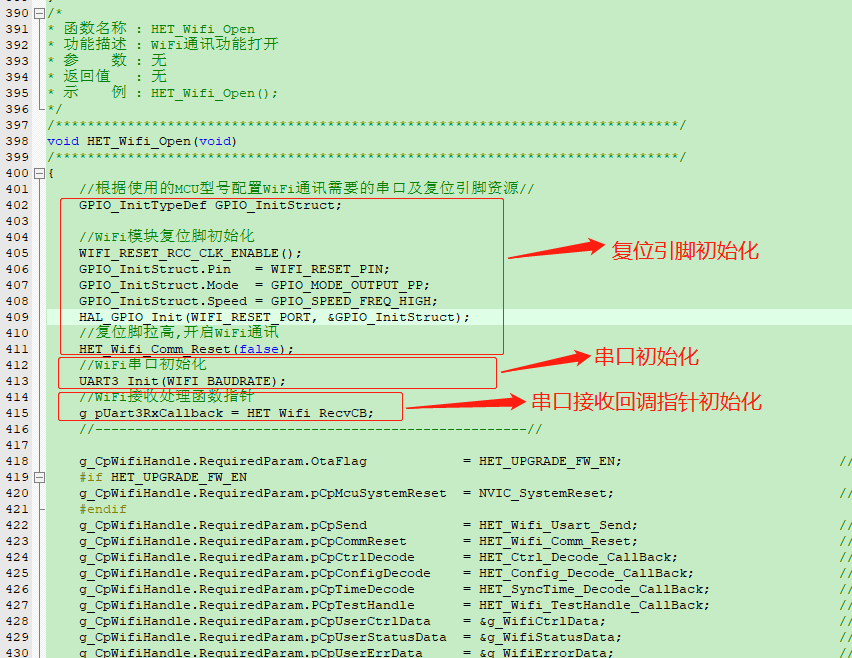 390 /*
391 * 函数名称 : HET_Wifi_Open
392 * 功能描述 : WiFi通讯功能打开
393 * 参    数 : 无
394 * 返回值   : 无
395 * 示    例 : HET_Wifi_Open();
396 */
397 /******************************************************************************/
398 void HET_Wifi_Open(void)
399 /******************************************************************************/
400 {
401 //根据使用的MCU型号配置WiFi通讯需要的串口及复位引脚资源//
402 GPIO_InitTypeDef GPIO_InitStruct;
403
404 //WiFi模块复位脚初始化
405 WIFI_RESET_RCC_CLK_ENABLE();
406 GPIO_InitStruct.Pin   = WIFI_RESET_PIN;
407 GPIO_InitStruct.Mode  = GPIO_MODE_OUTPUT_PP;
408 GPIO_InitStruct.Speed = GPIO_SPEED_FREQ_HIGH;
409 HAL_GPIO_Init(WIFI_RESET_PORT, &GPIO_InitStruct);
410 //复位脚拉高,开启WiFi通讯
411 HET_Wifi_Comm_Reset(false);
复位引脚初始化
412 //WiFi串口初始化
413 UART3_Init(WIFI_BAUDRATE);
串口初始化
414 //WiFi接收处理函数指针
415 g_pUart3RxCallback = HET_Wifi_RecvCB;
串口接收回调指针初始化
416 //------------------------------------------------------//
417
418 g_CpWifiHandle.RequiredParam.OtaFlag            = HET_UPGRADE_FW_EN; //
419 #if HET_UPGRADE_FW_EN
420 g_CpWifiHandle.RequiredParam.pCpMcuSystemReset  = NVIC_SystemReset; //
421 #endif
422 g_CpWifiHandle.RequiredParam.pCpSend            = HET_Wifi_Usart_Send; //
423 g_CpWifiHandle.RequiredParam.pCpCommReset       = HET_Wifi_Comm_Reset; //
424 g_CpWifiHandle.RequiredParam.pCpCtrlDecode      = HET_Ctrl_Decode_CallBack; //
425 g_CpWifiHandle.RequiredParam.pCpConfigDecode    = HET_Config_Decode_CallBack; //
426 g_CpWifiHandle.RequiredParam.pCpTimeDecode      = HET_SyncTime_Decode_CallBack; //
427 g_CpWifiHandle.RequiredParam.PCpTestHandle      = HET_Wifi_TestHandle_CallBack; //
428 g_CpWifiHandle.RequiredParam.pCpUserCtrlData    = &g_WifiCtrlData; //
429 g_CpWifiHandle.RequiredParam.pCpUserStatusData  = &g_WifiStatusData; //
430 g_CpWifiHandle.RequiredParam.pCpUserErrData     = &g_WifiErrorData; //